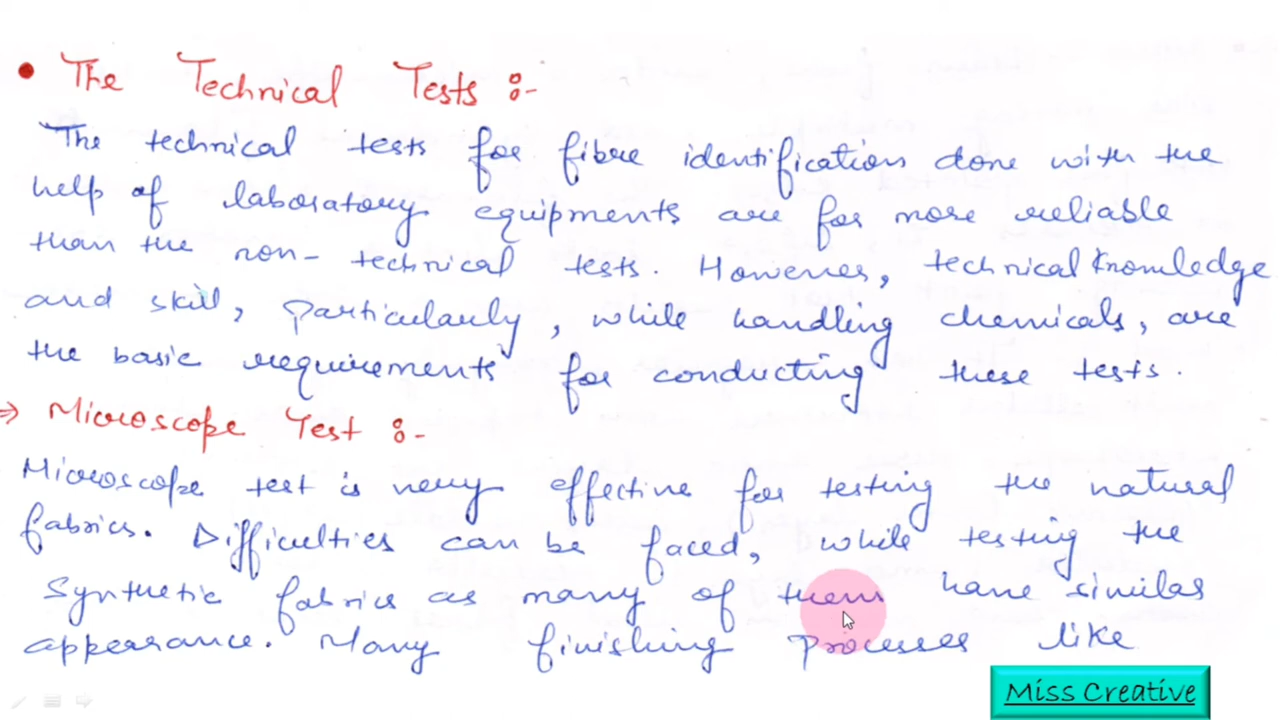 • The Technical Tests :-
The technical tests for fibre identification done with the
help of laboratory equipments are for more reliable
than the non-technical tests. However, technical knowledge
and skill, particularly, while handling chemicals, are
the basic requirements for conducting these tests.
⇒ Microscope Test :-
Microscope test is very effective for testing the natural
fabrics. Difficulties can be faced, while testing the
synthetic fabrics as many of them have similar
appearance. Many finishing processes like
Miss Creative